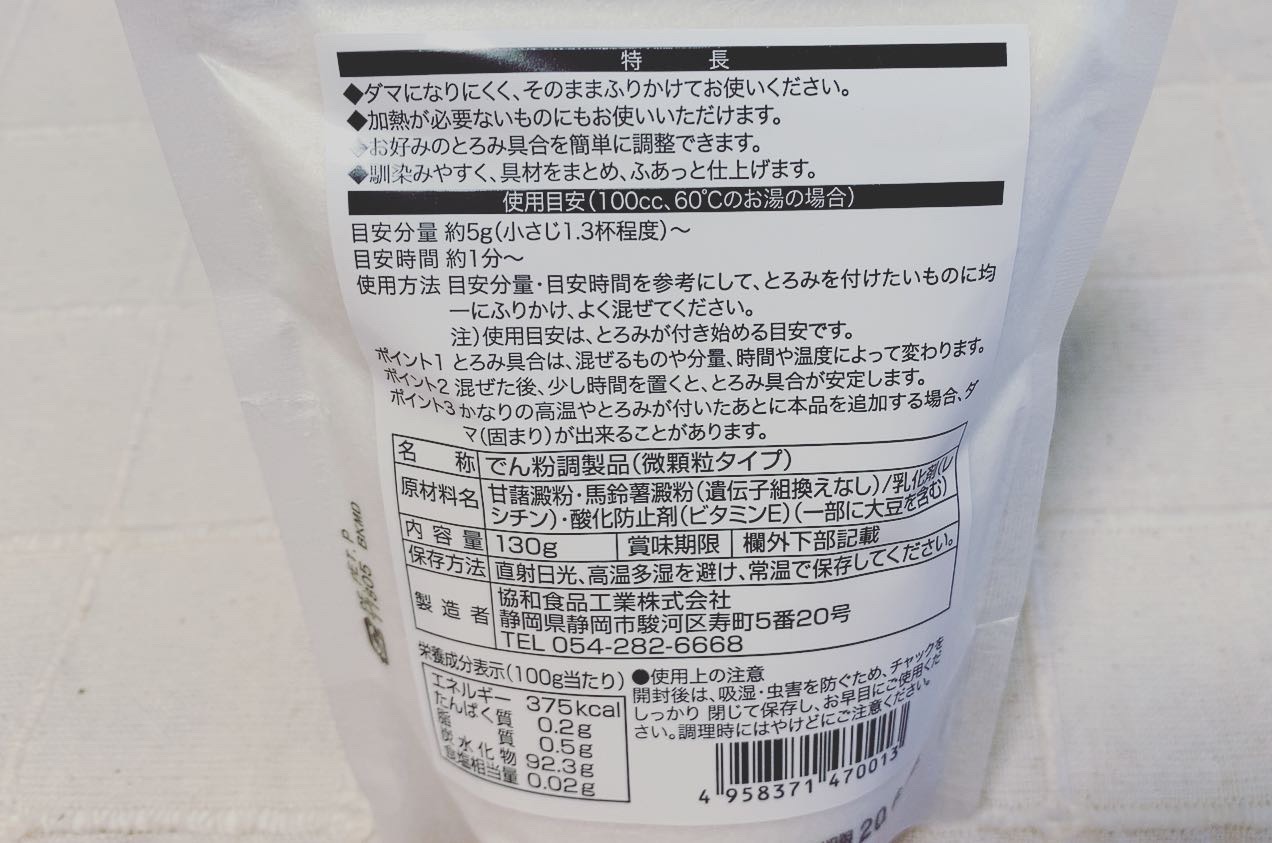 特長
◆ダマになりにくく、そのままふりかけてお使いください。
◆加熱が必要ないものにもお使いいただけます。
◆お好みのとろみ具合を簡単に調整できます。
◆馴染みやすく、具材をまとめ、ふあっと仕上げます。
使用目安(100cc、60℃のお湯の場合)
目安分量 約5g(小さじ1.3杯程度)〜
目安時間 約1分〜
使用方法 目安分量・目安時間を参考にして、とろみを付けたいものに均
一にふりかけ、よく混ぜてください。
注)使用目安は、とろみが付き始める目安です。
ポイント1 とろみ具合は、混ぜるものや分量、時間や温度によって変わります。
ポイント2 混ぜた後、少し時間を置くと、とろみ具合が安定します。
ポイント3 かなりの高温やとろみが付いたあとに本品を追加する場合、ダ
マ(固まり)が出来ることがあります。
名称 でん粉調製品(微顆粒タイプ)
原材料名 甘藷澱粉・馬鈴薯澱粉(遺伝子組換えなし)/乳化剤(レ
シチン)・酸化防止剤(ビタミンE)(一部に大豆を含む)
内容量 130g 賞味期限 欄外下部記載
保存方法 直射日光、高温多湿を避け、常温で保存してください。
製造者 協和食品工業株式会社
静岡県静岡市駿河区寿町5番20号
TEL 054-282-6668
栄養成分表示(100g当たり)
エネルギー 375kcal
たんぱく質 0.2g
脂質 0.5g
炭水化物 92.3g
食塩相当量 0.02g
●使用上の注意
開封後は、吸湿・虫害を防ぐため、チャックを
しっかり 閉じて保存し、お早目にご使用くだ
さい。調理時にはやけどにご注意ください。
4 958371 470013
20